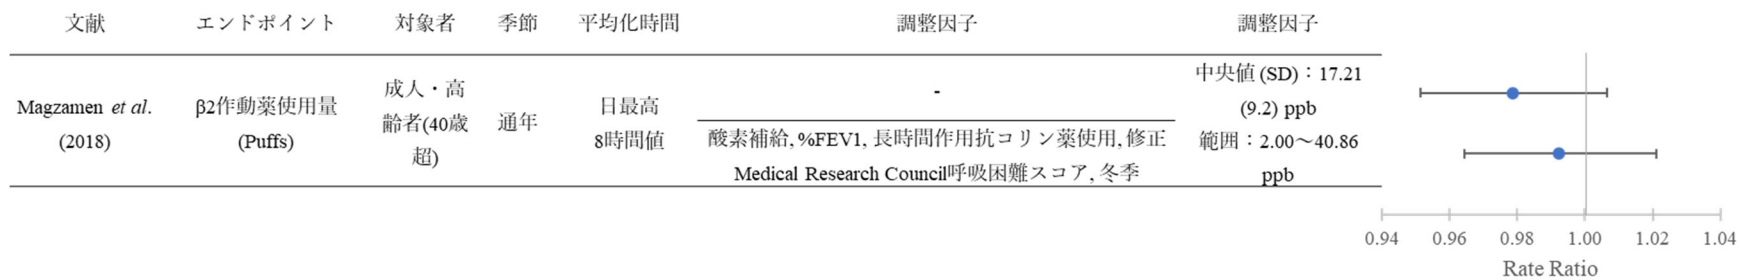 文献 エンドポイント 対象者 季節 平均化時間 調整因子 調整因子
Magzamen et al.
(2018)
β2作動薬使用量
(Puffs)
成人・高
齢者(40歳
超)
通年
日最高
8時間値
-
酸素補給, %FEV1, 長時間作用抗コリン薬使用, 修正
Medical Research Council呼吸困難スコア, 冬季
中央値 (SD)：17.21
(9.2) ppb
範囲：2.00～40.86
ppb
0.94 0.96 0.98 1.00 1.02 1.04
Rate Ratio